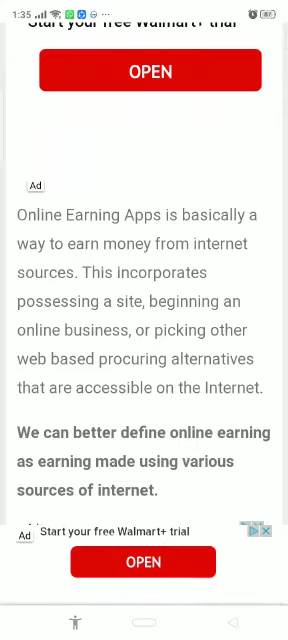 1:35
87
Start your free Walmart+ trial
OPEN
Ad
Online Earning Apps is basically a
way to earn money from internet
sources. This incorporates
possessing a site, beginning an
online business, or picking other
web based procuring alternatives
that are accessible on the Internet.
We can better define online earning
as earning made using various
sources of internet.
Ad
Start your free Walmart+ trial
OPEN